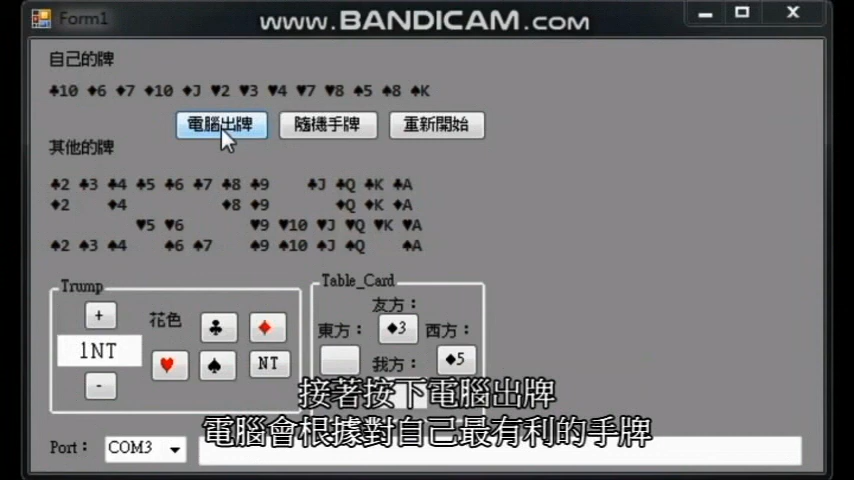 Form1
www.BANDICAM.com
自己的牌
♣10 ♦6 ♦7 ♦10 ♦J ♥2 ♥3 ♥4 ♥7 ♥8 ♠5 ♠8 ♠K
電腦出牌 隨機手牌 重新開始
其他的牌
♣2 ♣3 ♣4 ♣5 ♣6 ♣7 ♣8 ♣9 ♣J ♣Q ♣K ♣A
♦2 ♦4 ♦8 ♦9 ♦Q ♦K ♦A
♥5 ♥6 ♥9 ♥10 ♥J ♥Q ♥K ♥A
♠2 ♠3 ♠4 ♠6 ♠7 ♠9 ♠10 ♠J ♠Q ♠A
Trump
+
花色 ♣ ♦
1NT
♥ ♠ NT
-
Table_Card
友方：
東方： ♦3 西方：
我方： ♦5
接著按下電腦出牌
電腦會根據對自己最有利的手牌
Port： COM3